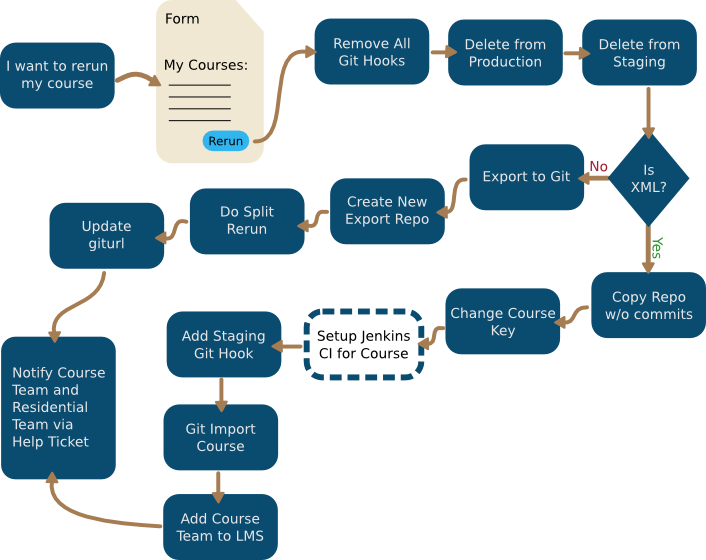 I want to rerun
my course
Form
My Courses:
Rerun
Remove All
Git Hooks
Delete from
Production
Delete from
Staging
Is
XML?
No
Yes
Export to Git
Create New
Export Repo
Do Split
Rerun
Update
giturl
Copy Repo
w/o commits
Change Course
Key
Setup Jenkins
CI for Course
Add Staging
Git Hook
Git Import
Course
Add Course
Team to LMS
Notify Course
Team and
Residential
Team via
Help Ticket